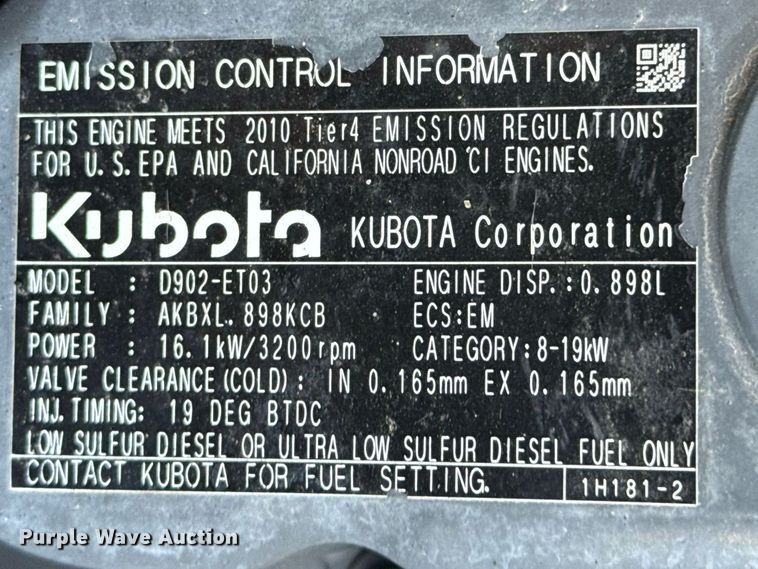 EMISSION CONTROL INFORMATION
THIS ENGINE MEETS 2010 Tier4 EMISSION REGULATIONS
FOR U.S.EPA AND CALIFORNIA NONROAD CI ENGINES.
Kubota KUBOTA Corporation
MODEL : D902-ET03 ENGINE DISP.:0.898L
FAMILY : AKBXL.898KCB ECS:EM
POWER : 16.1kW/3200rpm CATEGORY:8-19kW
VALVE CLEARANCE(COLD): IN 0.165mm EX 0.165mm
INJ.TIMING: 19 DEG BTDC
LOW SULFUR DIESEL OR ULTRA LOW SULFUR DIESEL FUEL ONLY
CONTACT KUBOTA FOR FUEL SETTING. 1H181-2
Purple Wave Auction